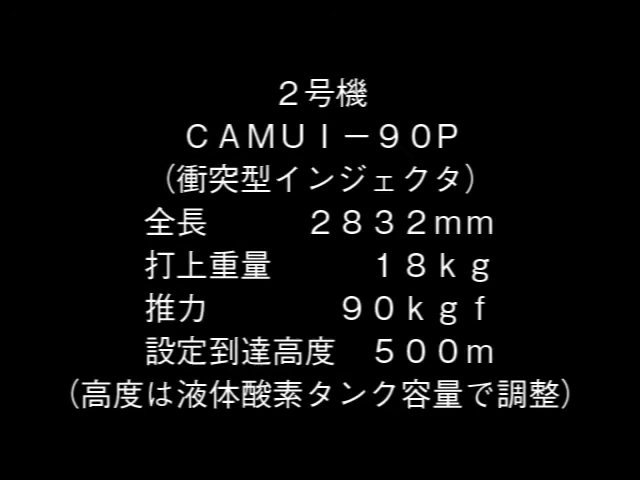 ２号機
ＣＡＭＵＩ－９０Ｐ
（衝突型インジェクタ）
全長　　　２８３２ｍｍ
打上重量　　　１８ｋｇ
推力　　　　９０ｋｇｆ
設定到達高度　５００ｍ
（高度は液体酸素タンク容量で調整）